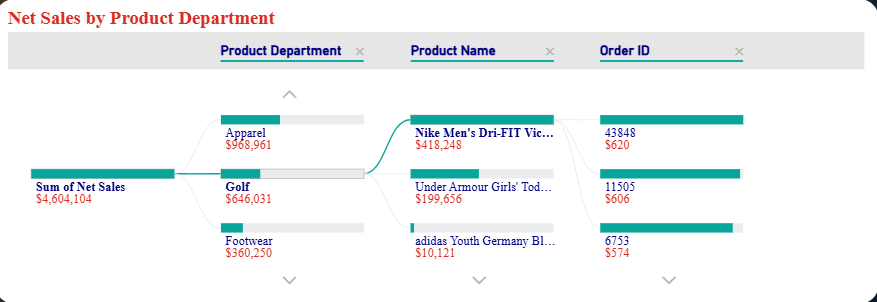 Net Sales by Product Department
Product Department ×
Product Name ×
Order ID ×
Sum of Net Sales
$4,604,104
Apparel
$968,961
Golf
$646,031
Footwear
$360,250
Nike Men's Dri-FIT Vic...
$418,248
Under Armour Girls' Tod...
$199,656
adidas Youth Germany Bl...
$10,121
43848
$620
11505
$606
6753
$574